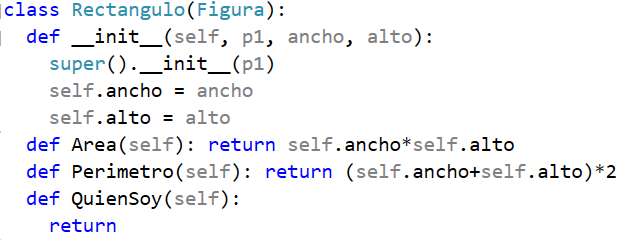 class Rectangulo(Figura):
  def __init__(self, p1, ancho, alto):
    super().__init__(p1)
    self.ancho = ancho
    self.alto = alto
  def Area(self): return self.ancho*self.alto
  def Perimetro(self): return (self.ancho+self.alto)*2
  def QuienSoy(self):
    return